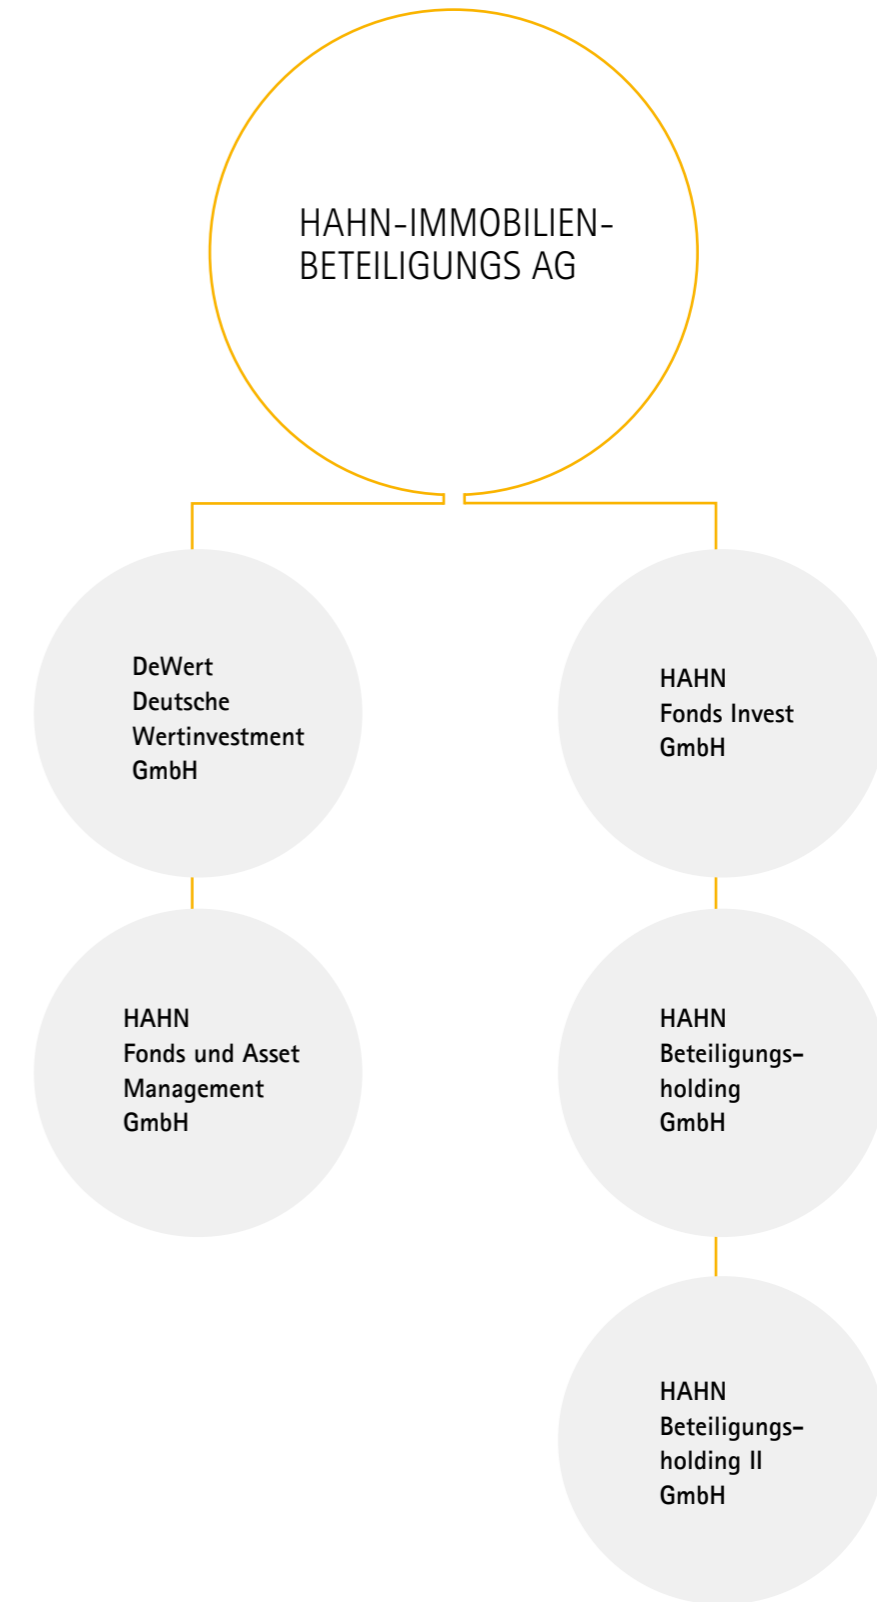 HAHN-IMMOBILIEN-
BETEILIGUNGS AG
DeWert
Deutsche
Wertinvestment
GmbH
HAHN
Fonds Invest
GmbH
HAHN
Fonds und Asset
Management
GmbH
HAHN
Beteiligungs-
holding
GmbH
HAHN
Beteiligungs-
holding II
GmbH